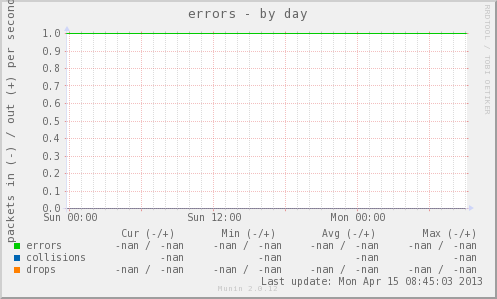 errors - by day
RRDTOOL / TOBI OETIKER
packets in (-) / out (+) per second
1.0
0.9
0.8
0.7
0.6
0.5
0.4
0.3
0.2
0.1
0.0
Sun 00:00 Sun 12:00 Mon 00:00
Cur (-/+) Min (-/+) Avg (-/+) Max (-/+)
errors -nan / -nan -nan / -nan -nan / -nan -nan / -nan
collisions -nan -nan -nan -nan
drops -nan / -nan -nan / -nan -nan / -nan -nan / -nan
Last update: Mon Apr 15 08:45:03 2013
Munin 2.0.12